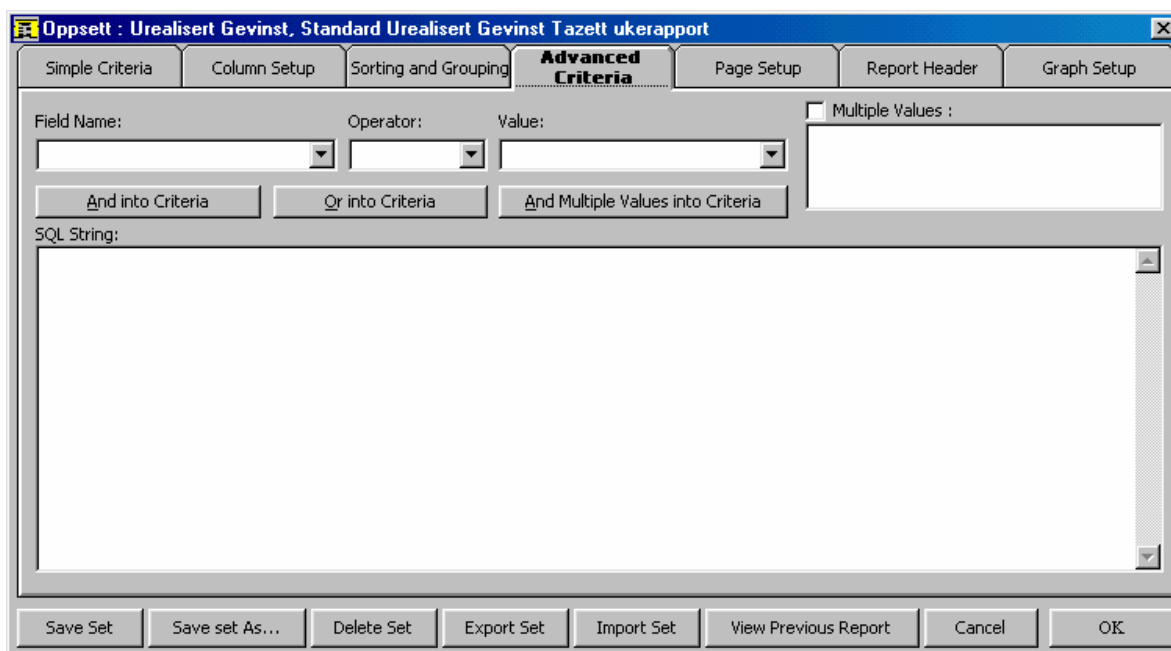 Oppsett : Urealisert Gevinst, Standard Urealisert Gevinst Tazett ukerapport
Simple Criteria
Column Setup
Sorting and Grouping
Advanced
Criteria
Page Setup
Report Header
Graph Setup
Field Name:
Operator:
Value:
Multiple Values :
And into Criteria
Or into Criteria
And Multiple Values into Criteria
SQL String:
Save Set
Save set As...
Delete Set
Export Set
Import Set
View Previous Report
Cancel
OK